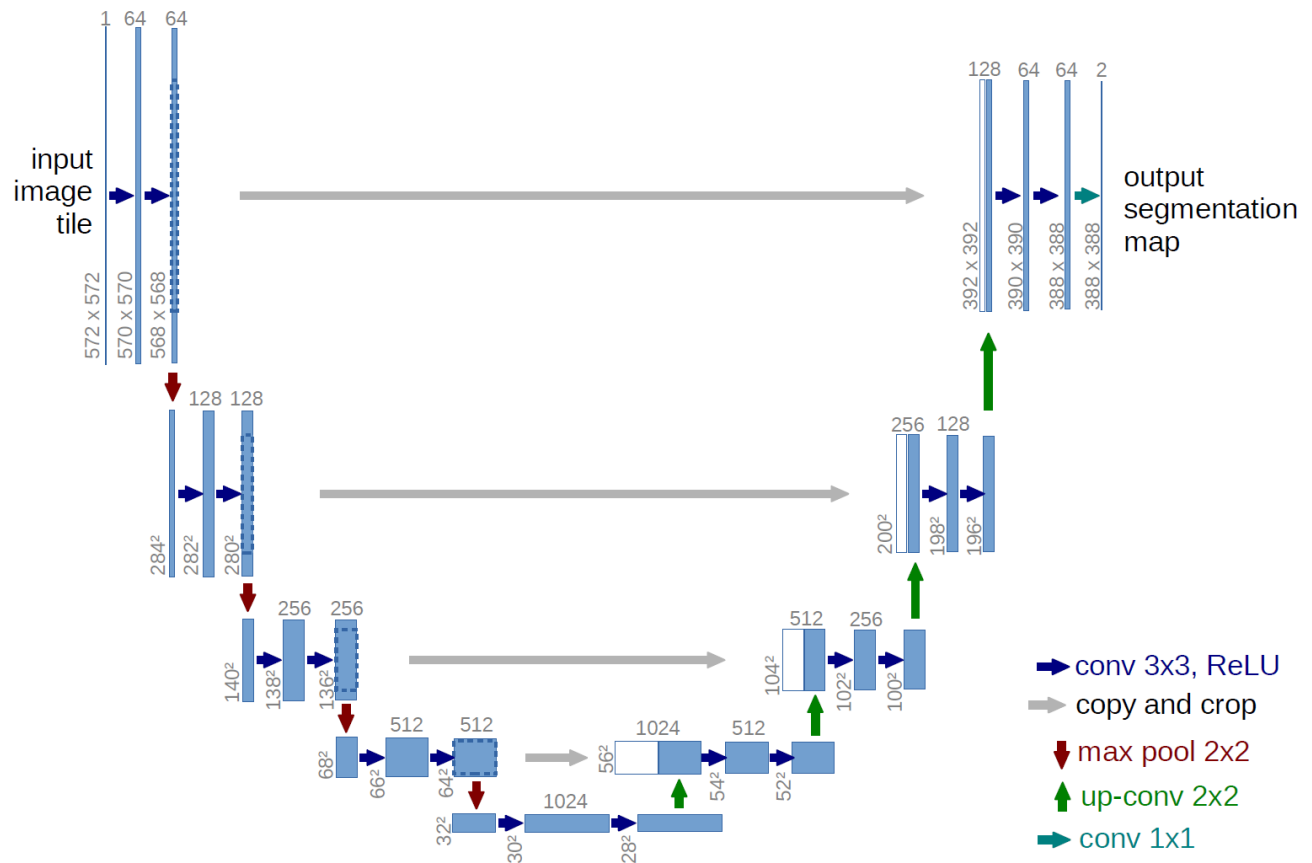 1 64 64
128 64 64 2
input
image
tile
output
segmentation
map
572 x 572
570 x 570
568 x 568
392 x 392
390 x 390
388 x 388
388 x 388
128 128
256 128
284²
282²
280²
200²
198²
196²
256 256
512 256
140²
138²
136²
104²
102²
100²
512 512
1024 512
68²
66²
64²
56²
54²
52²
1024
32²
30²
28²
conv 3x3, ReLU
copy and crop
max pool 2x2
up-conv 2x2
conv 1x1